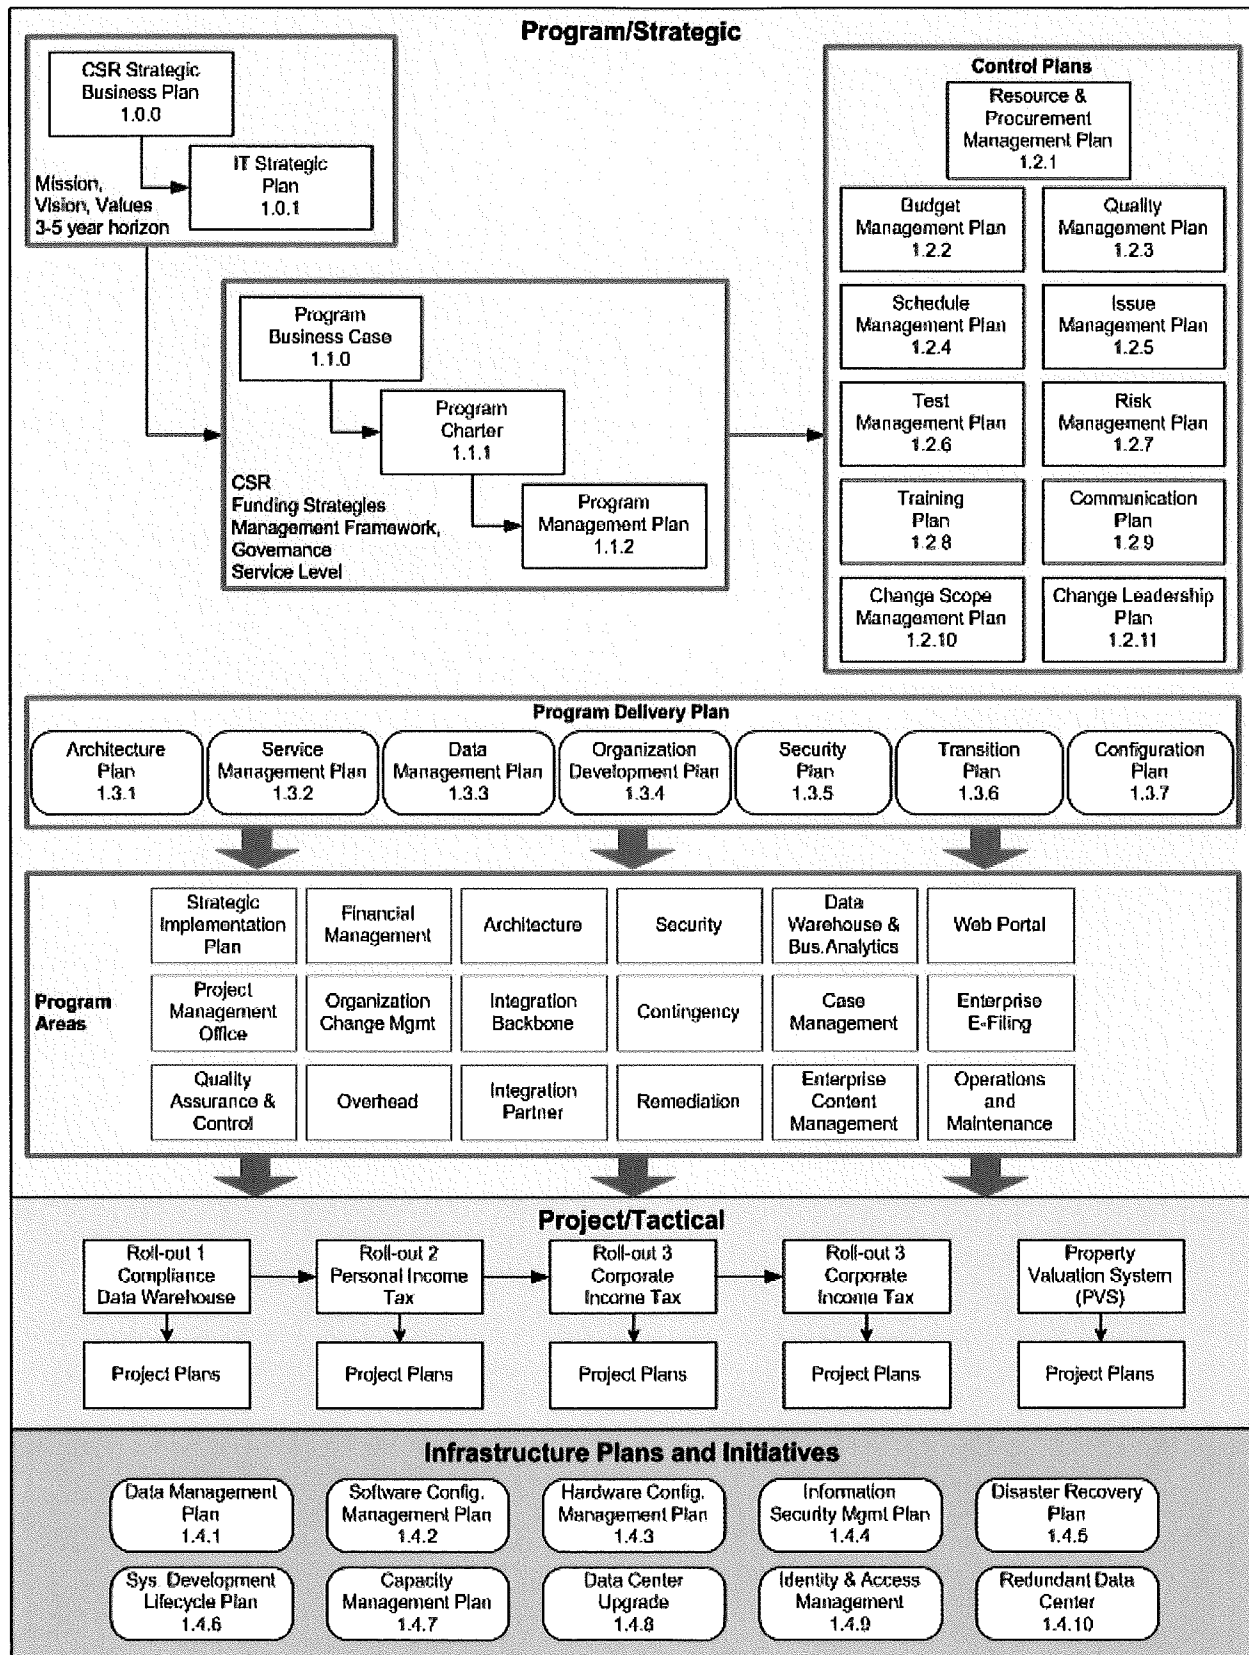 Program/Strategic
CSR Strategic
Business Plan
1.0.0
IT Strategic
Plan
1.0.1
Mission,
Vision, Values
3-5 year horizon
Program
Business Case
1.1.0
Program
Charter
1.1.1
Program
Management Plan
1.1.2
CSR
Funding Strategies
Management Framework,
Governance
Service Level
Control Plans
Resource &
Procurement
Management Plan
1.2.1
Budget
Management Plan
1.2.2
Quality
Management Plan
1.2.3
Schedule
Management Plan
1.2.4
Issue
Management Plan
1.2.5
Test
Management Plan
1.2.6
Risk
Management Plan
1.2.7
Training
Plan
1.2.8
Communication
Plan
1.2.9
Change Scope
Management Plan
1.2.10
Change Leadership
Plan
1.2.11
Program Delivery Plan
Architecture
Plan
1.3.1
Service
Management Plan
1.3.2
Data
Management Plan
1.3.3
Organization
Development Plan
1.3.4
Security
Plan
1.3.5
Transition
Plan
1.3.6
Configuration
Plan
1.3.7
Program
Areas
Strategic
Implementation
Plan
Financial
Management
Architecture
Security
Data
Warehouse &
Bus.Analytics
Web Portal
Project
Management
Office
Organization
Change Mgmt
Integration
Backbone
Contingency
Case
Management
Enterprise
E-Filing
Quality
Assurance &
Control
Overhead
Integration
Partner
Remediation
Enterprise
Content
Management
Operations
and
Maintenance
Project/Tactical
Roll-out 1
Compliance
Data Warehouse
Roll-out 2
Personal Income
Tax
Roll-out 3
Corporate
Income Tax
Roll-out 3
Corporate
Income Tax
Property
Valuation System
(PVS)
Project Plans
Project Plans
Project Plans
Project Plans
Project Plans
Infrastructure Plans and Initiatives
Data Management
Plan
1.4.1
Software Config.
Management Plan
1.4.2
Hardware Config.
Management Plan
1.4.3
Information
Security Mgmt Plan
1.4.4
Disaster Recovery
Plan
1.4.5
Sys. Development
Lifecycle Plan
1.4.6
Capacity
Management Plan
1.4.7
Data Center
Upgrade
1.4.8
Identity & Access
Management
1.4.9
Redundant Data
Center
1.4.10